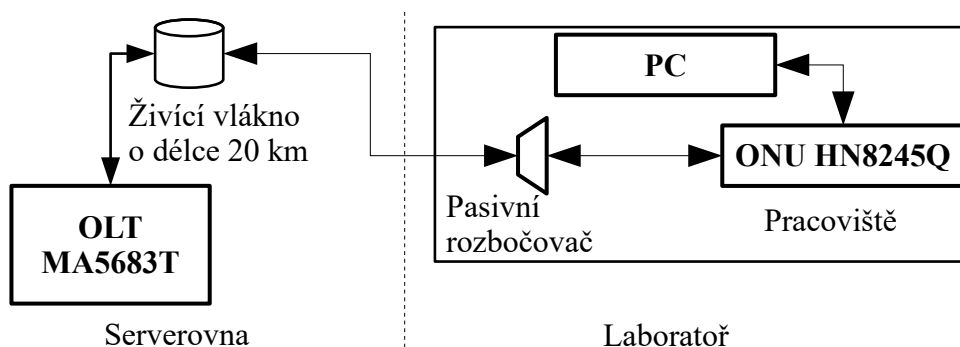 PC
Živící vlákno
o délce 20 km
ONU HN8245Q
Pasivní
rozbočovač
Pracoviště
OLT
MA5683T
Serverovna
Laboratoř